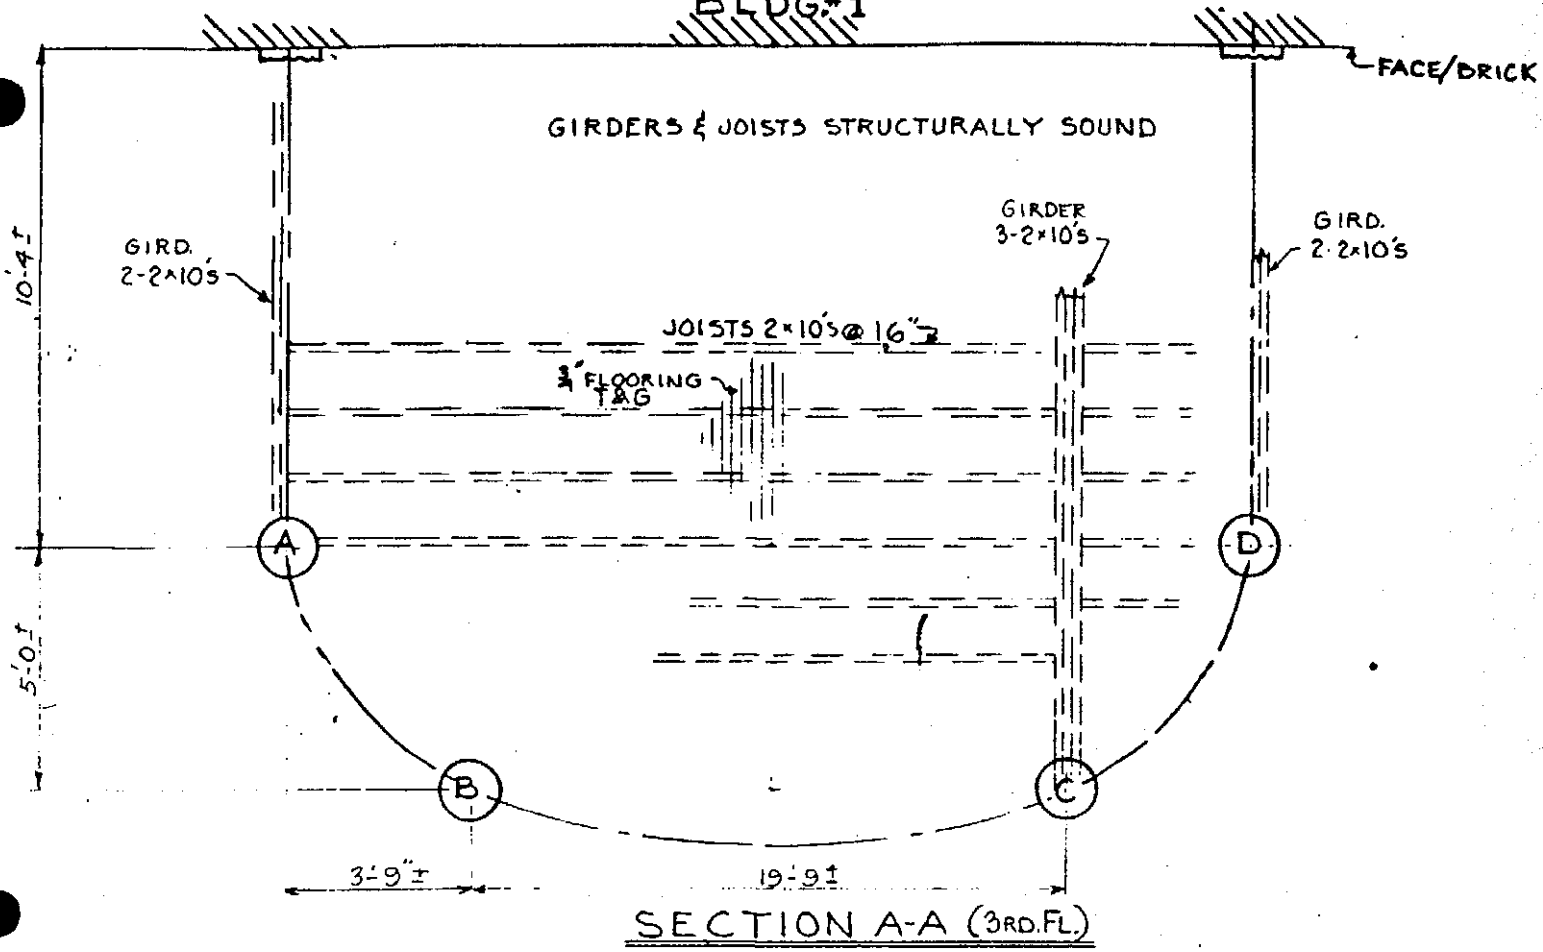 BLDG.#1
FACE/BRICK
GIRDERS & JOISTS STRUCTURALLY SOUND
GIRDER
3-2×10's
GIRD.
2-2×10's
GIRD.
2-2×10's
10'-4±
JOISTS 2×10's @ 16"
3/4" FLOORING
T&G
A
D
5'-0±
B
C
3'-9"±
19'-9±
SECTION A-A (3RD.FL.)